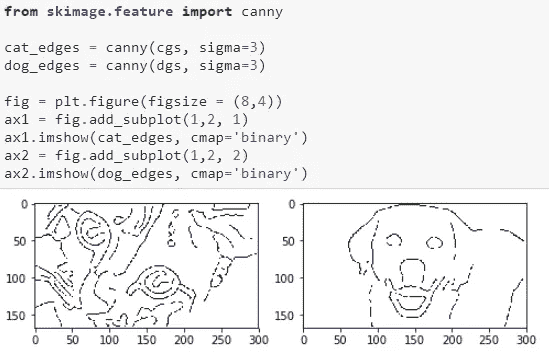 from skimage.feature import canny
cat_edges = canny(cgs, sigma=3)
dog_edges = canny(dgs, sigma=3)
fig = plt.figure(figsize = (8,4))
ax1 = fig.add_subplot(1,2, 1)
ax1.imshow(cat_edges, cmap='binary')
ax2 = fig.add_subplot(1,2, 2)
ax2.imshow(dog_edges, cmap='binary')
0
50
100
150
0 50 100 150 200 250 300
0
50
100
150
0 50 100 150 200 250 300